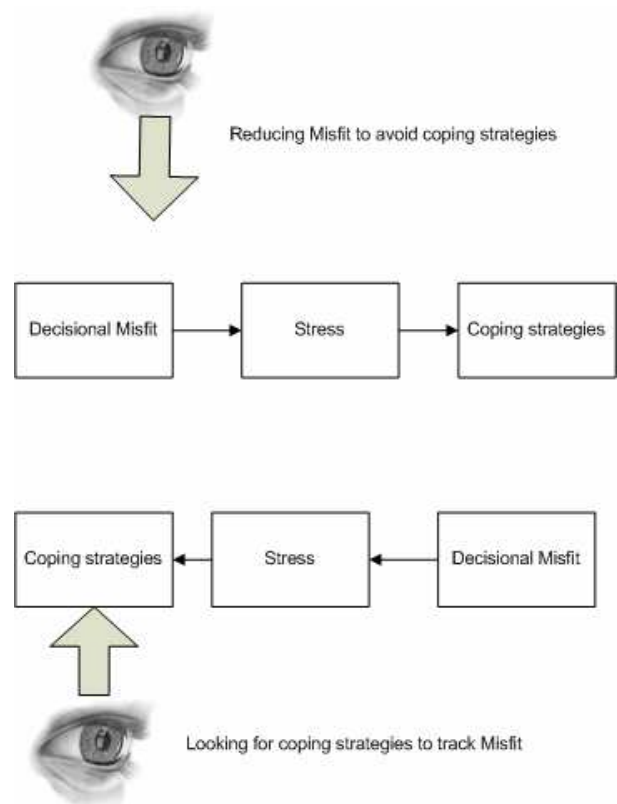 Reducing Misfit to avoid coping strategies
Decisional Misfit
Stress
Coping strategies
Coping strategies
Stress
Decisional Misfit
Looking for coping strategies to track Misfit